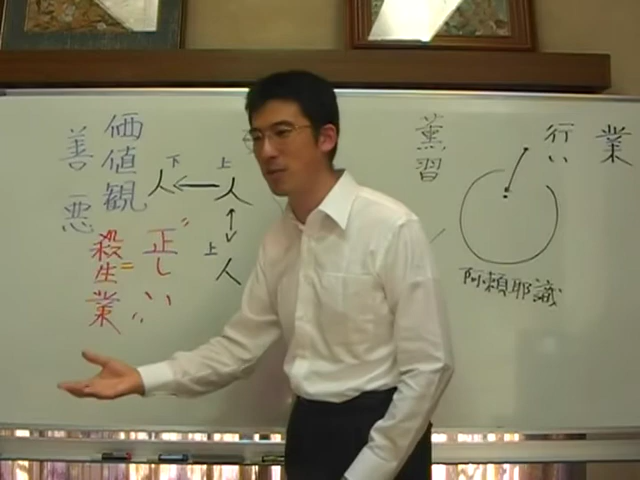 業
行い
阿頼耶識
薫習
上
人
上
人
下
人
正しい
価値観
殺生業
善 悪